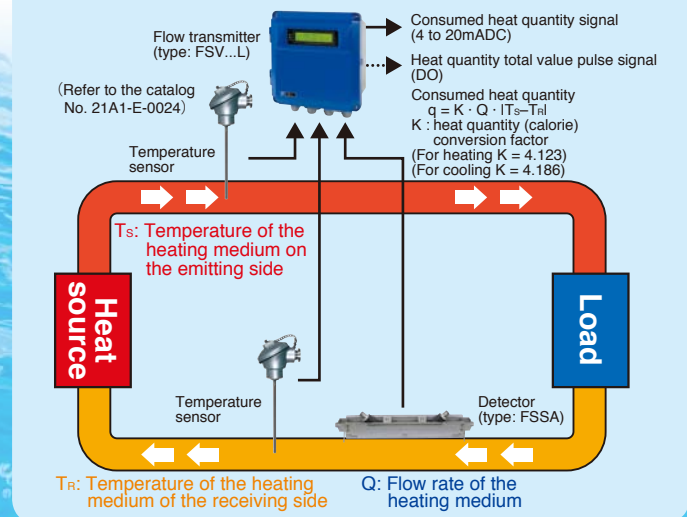 Flow transmitter
(type: FSV...L)
Consumed heat quantity signal
(4 to 20mADC)
Heat quantity total value pulse signal
(DO)
(Refer to the catalog
No. 21A1-E-0024)
Consumed heat quantity
q = K · Q · |Ts–TR|
K : heat quantity (calorie)
conversion factor
(For heating K = 4.123)
(For cooling K = 4.186)
Temperature
sensor
Ts: Temperature of the
heating medium on
the emitting side
Heat
source
Load
Temperature
sensor
Detector
(type: FSSA)
TR: Temperature of the heating
medium of the receiving side
Q: Flow rate of the
heating medium